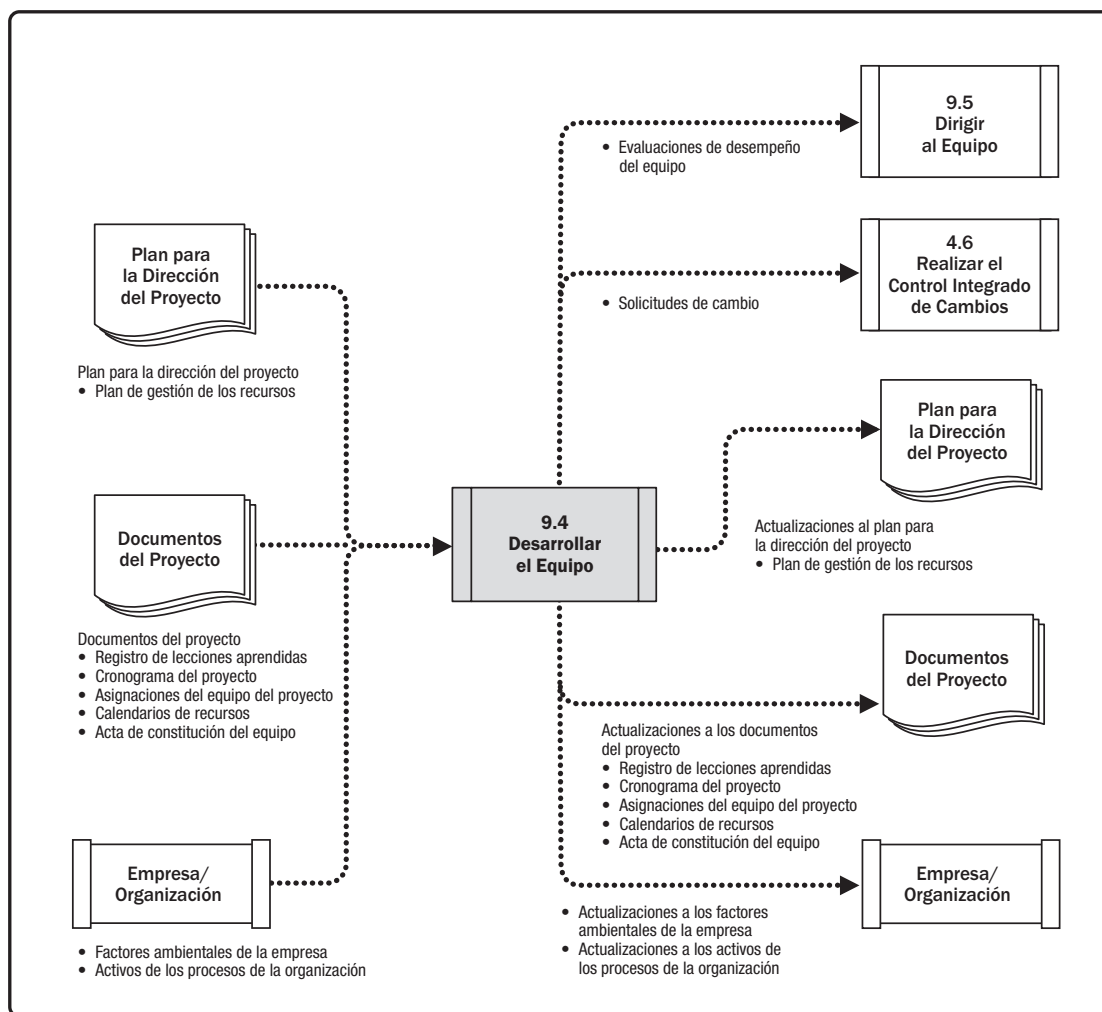 Plan para
la Dirección
del Proyecto
Plan para la dirección del proyecto
• Plan de gestión de los recursos
Documentos
del Proyecto
Documentos del proyecto
• Registro de lecciones aprendidas
• Cronograma del proyecto
• Asignaciones del equipo del proyecto
• Calendarios de recursos
• Acta de constitución del equipo
Empresa/
Organización
• Factores ambientales de la empresa
• Activos de los procesos de la organización
9.4
Desarrollar
el Equipo
• Evaluaciones de desempeño
del equipo
9.5
Dirigir
al Equipo
• Solicitudes de cambio
4.6
Realizar el
Control Integrado
de Cambios
Plan para
la Dirección
del Proyecto
Actualizaciones al plan para
la dirección del proyecto
• Plan de gestión de los recursos
Documentos
del Proyecto
Actualizaciones a los documentos
del proyecto
• Registro de lecciones aprendidas
• Cronograma del proyecto
• Asignaciones del equipo del proyecto
• Calendarios de recursos
• Acta de constitución del equipo
Empresa/
Organización
• Actualizaciones a los factores
ambientales de la empresa
• Actualizaciones a los activos de
los procesos de la organización